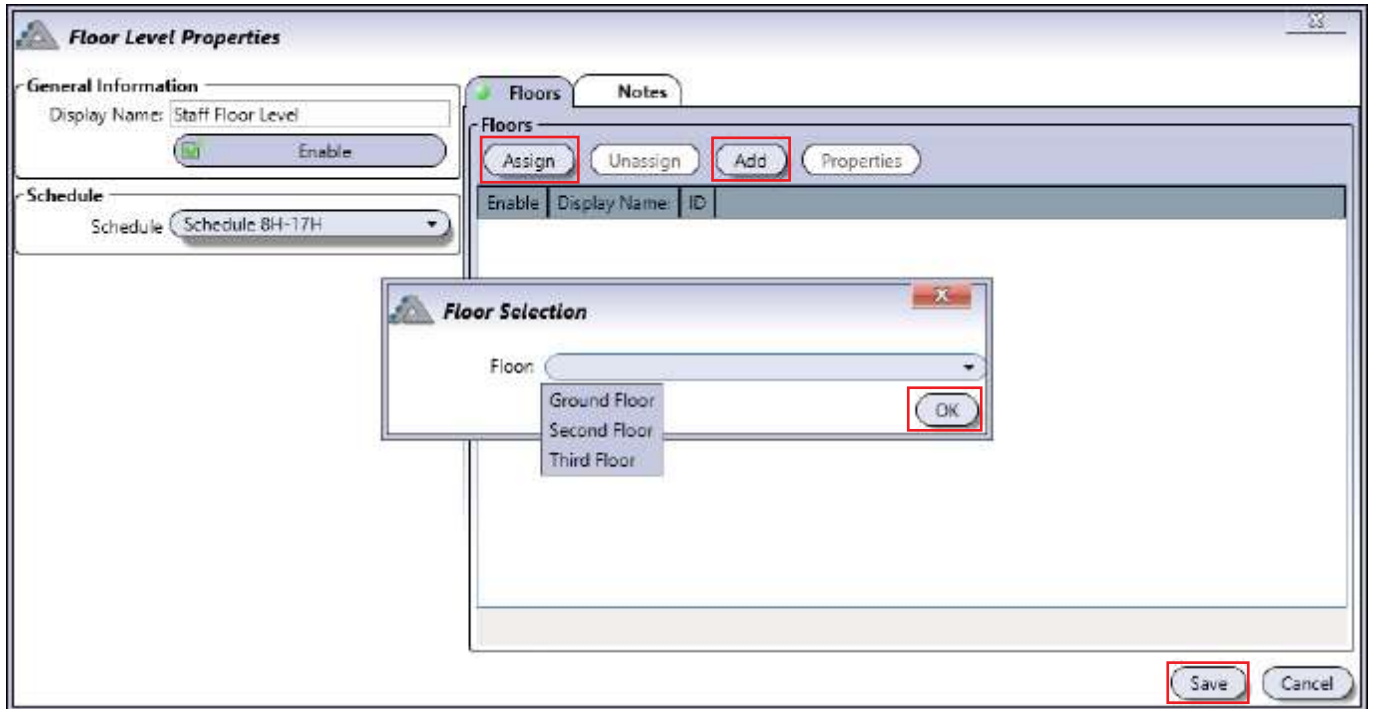 Floor Level Properties
General Information
Display Name: Staff Floor Level
Enable
Schedule
Schedule Schedule 8H-17H
Floors Notes
Floors
Assign Unassign Add Properties
Enable Display Name: ID
Floor Selection
Floor:
Ground Floor
OK
Second Floor
Third Floor
Save Cancel